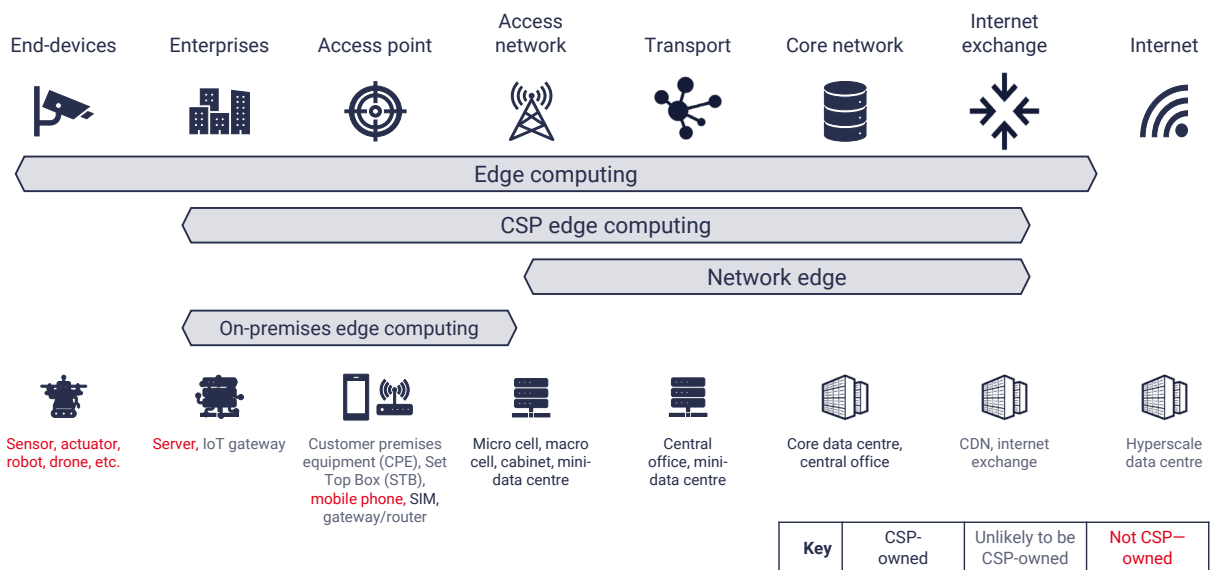 End-devices
Enterprises
Access point
Access
network
Transport
Core network
Internet
exchange
Internet
Edge computing
CSP edge computing
Network edge
On-premises edge computing
Sensor, actuator,
robot, drone, etc.
Server, IoT gateway
Customer premises
equipment (CPE), Set
Top Box (STB),
mobile phone, SIM,
gateway/router
Micro cell, macro
cell, cabinet, mini-
data centre
Central
office, mini-
data centre
Core data centre,
central office
CDN, internet
exchange
Hyperscale
data centre
Key
CSP-
owned
Unlikely to be
CSP-owned
Not CSP—
owned